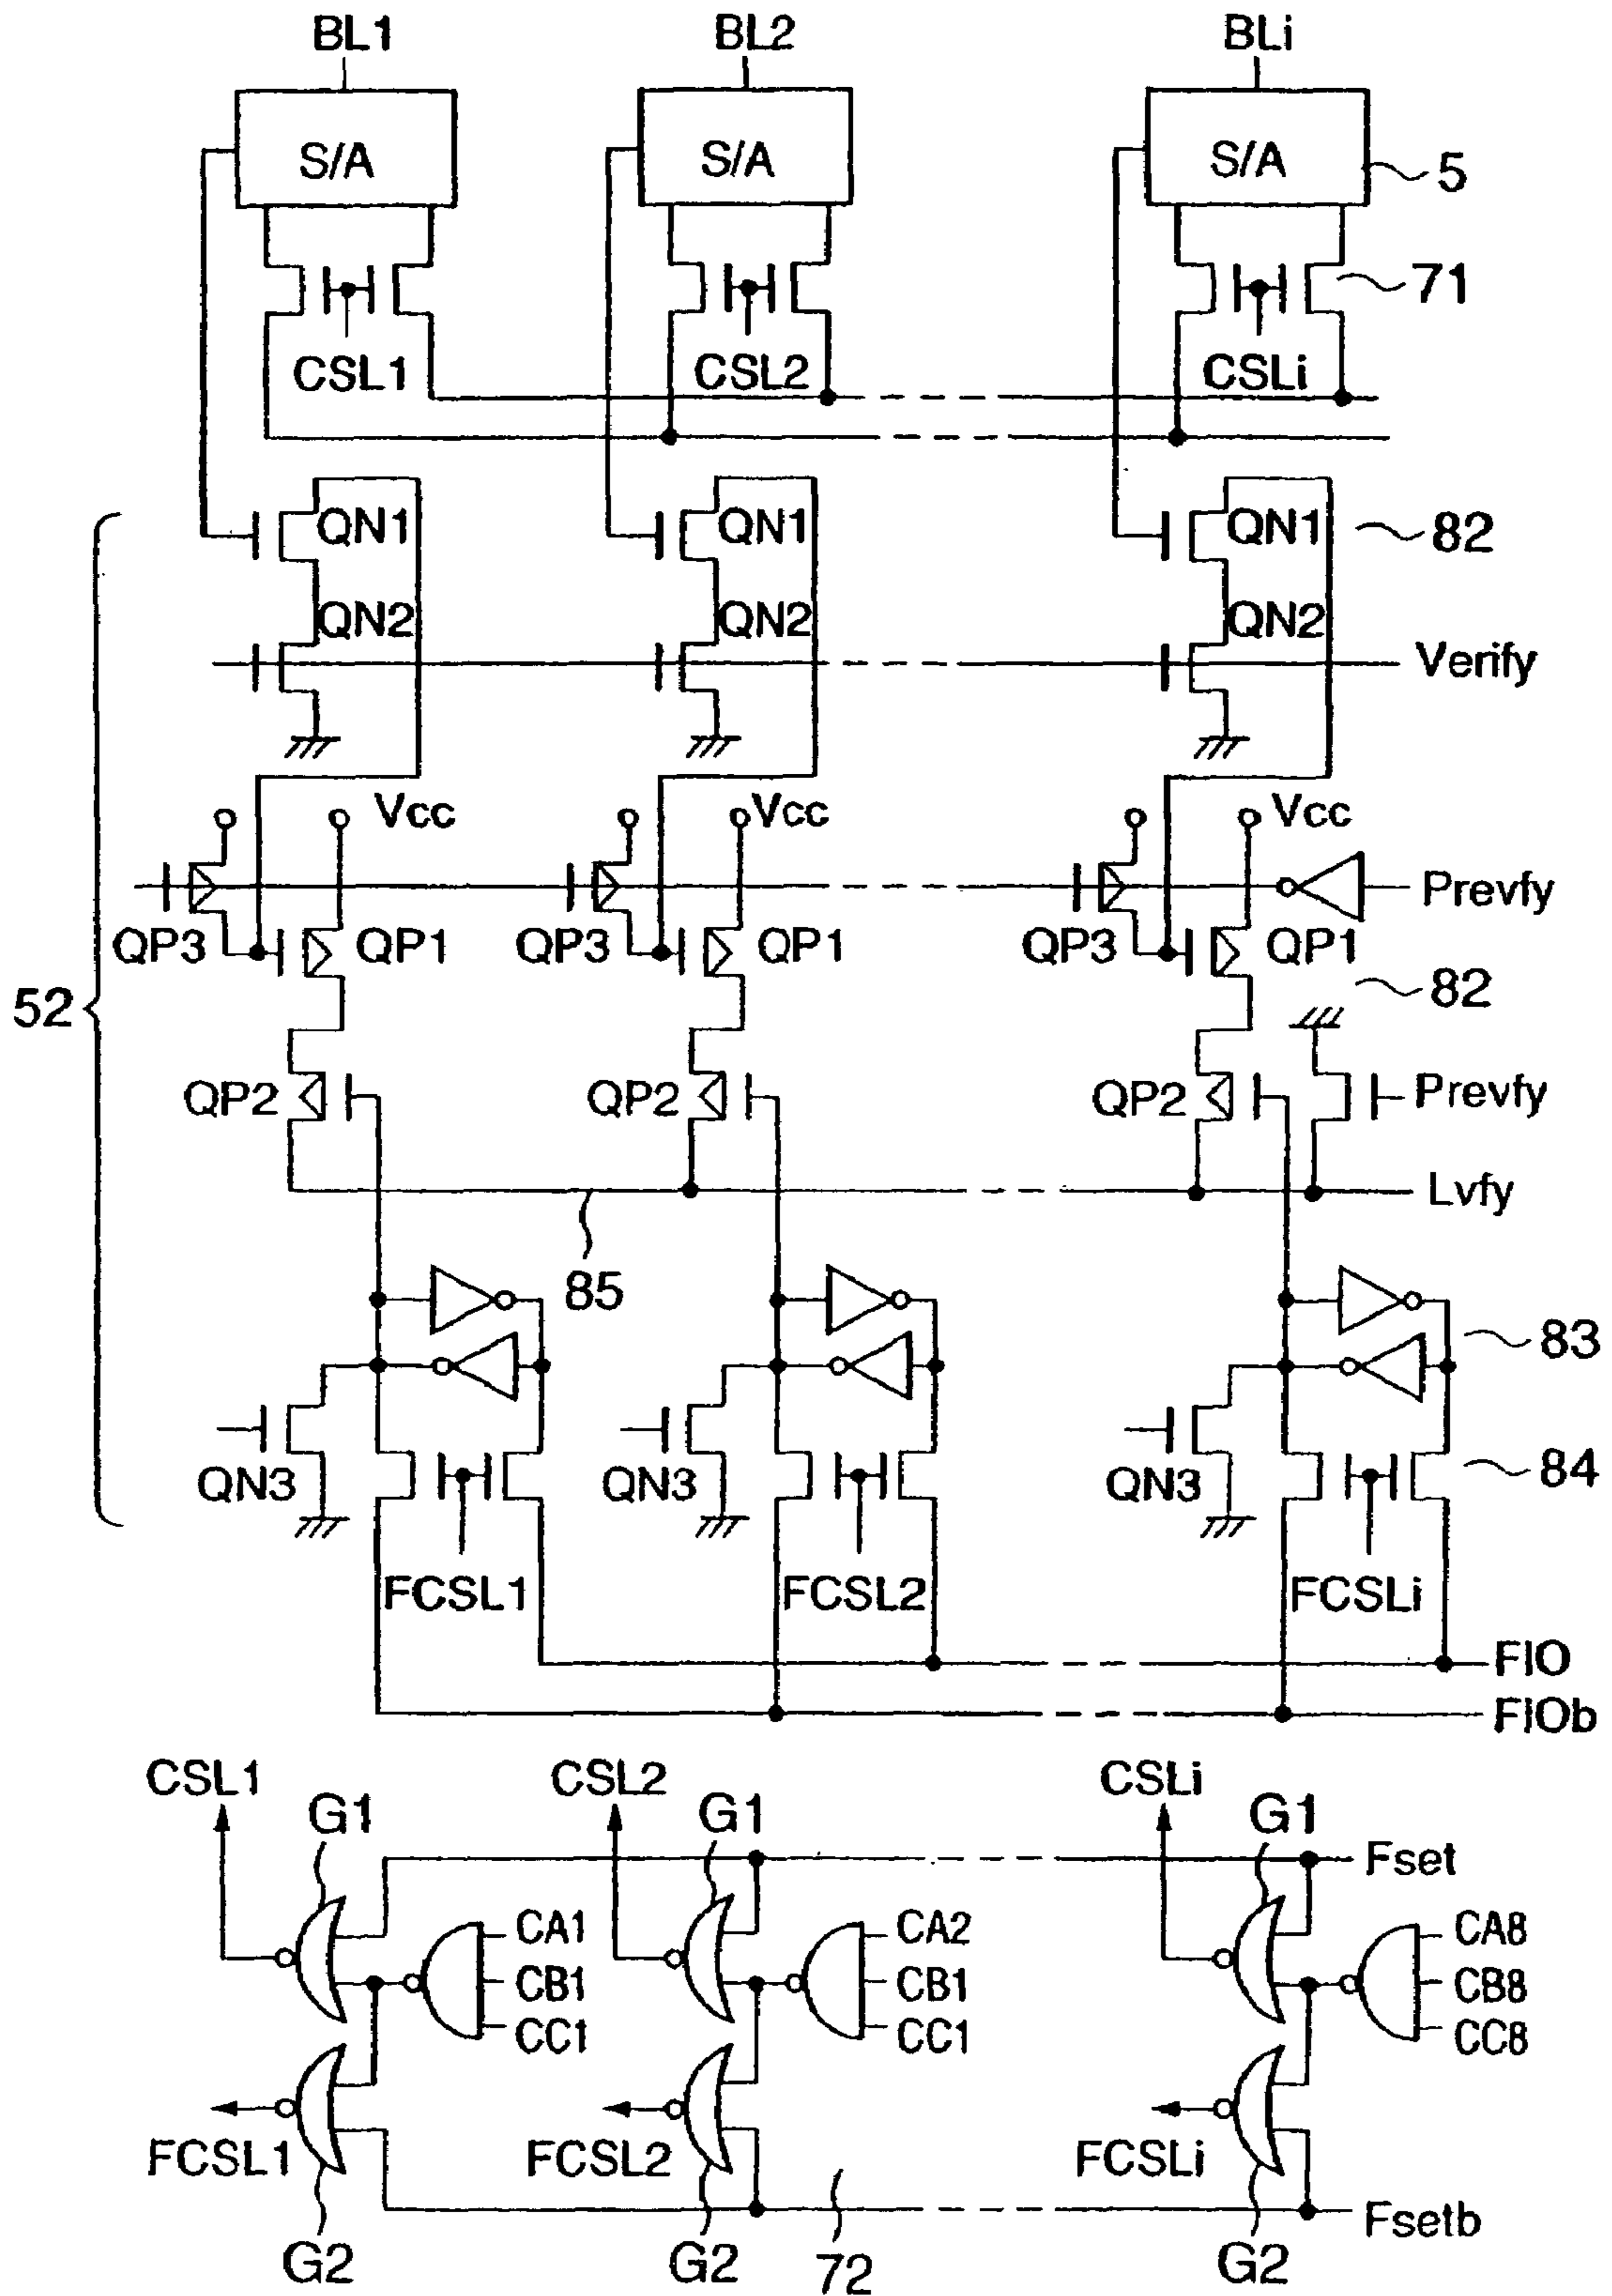 BL1 BL2 BLi
S/A S/A S/A 5
71
CSL1 CSL2 CSLi
QN1 QN1 QN1 82
QN2 QN2 QN2
Verify
Vcc Vcc Vcc
Prevfy
QP3 QP1 QP3 QP1 QP3 QP1
52 82
QP2 QP2 QP2 Prevfy
Lvfy
85
83
QN3 QN3 QN3 84
FCSL1 FCSL2 FCSLi
FIO
FIOb
CSL1 CSL2 CSLi
G1 G1 G1
Fset
CA1 CA2 CA8
CB1 CB1 CB8
CC1 CC1 CC8
FCSL1 FCSL2 FCSLi
Fsetb
G2 G2 72 G2